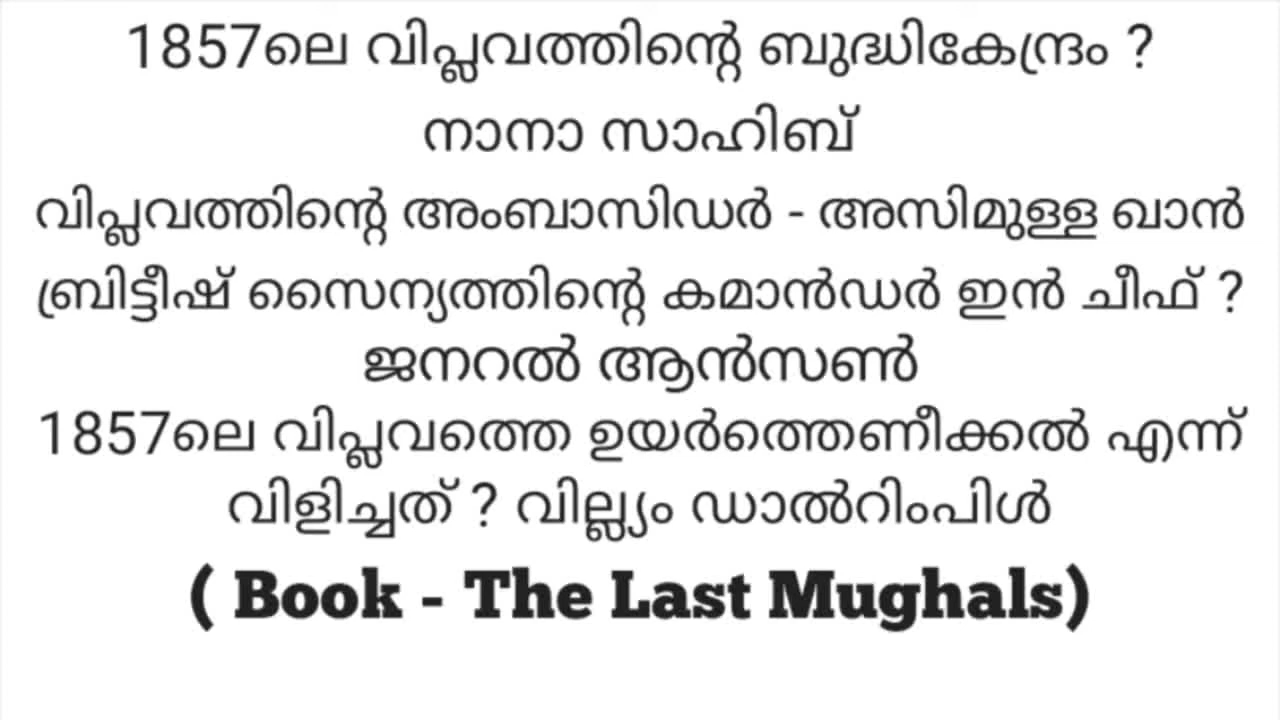 1857ലെ വിപ്ലവത്തിന്റെ ബുദ്ധികേന്ദ്രം ?
നാനാ സാഹിബ്
വിപ്ലവത്തിന്റെ അംബാസിഡർ - അസിമുള്ള ഖാൻ
ബ്രിട്ടീഷ് സൈന്യത്തിന്റെ കമാൻഡർ ഇൻ ചീഫ് ?
ജനറൽ ആൻസൺ
1857ലെ വിപ്ലവത്തെ ഉയർത്തെണീക്കൽ എന്ന്
വിളിച്ചത് ? വില്ല്യം ഡാൽറിംപിൾ
( Book - The Last Mughals)